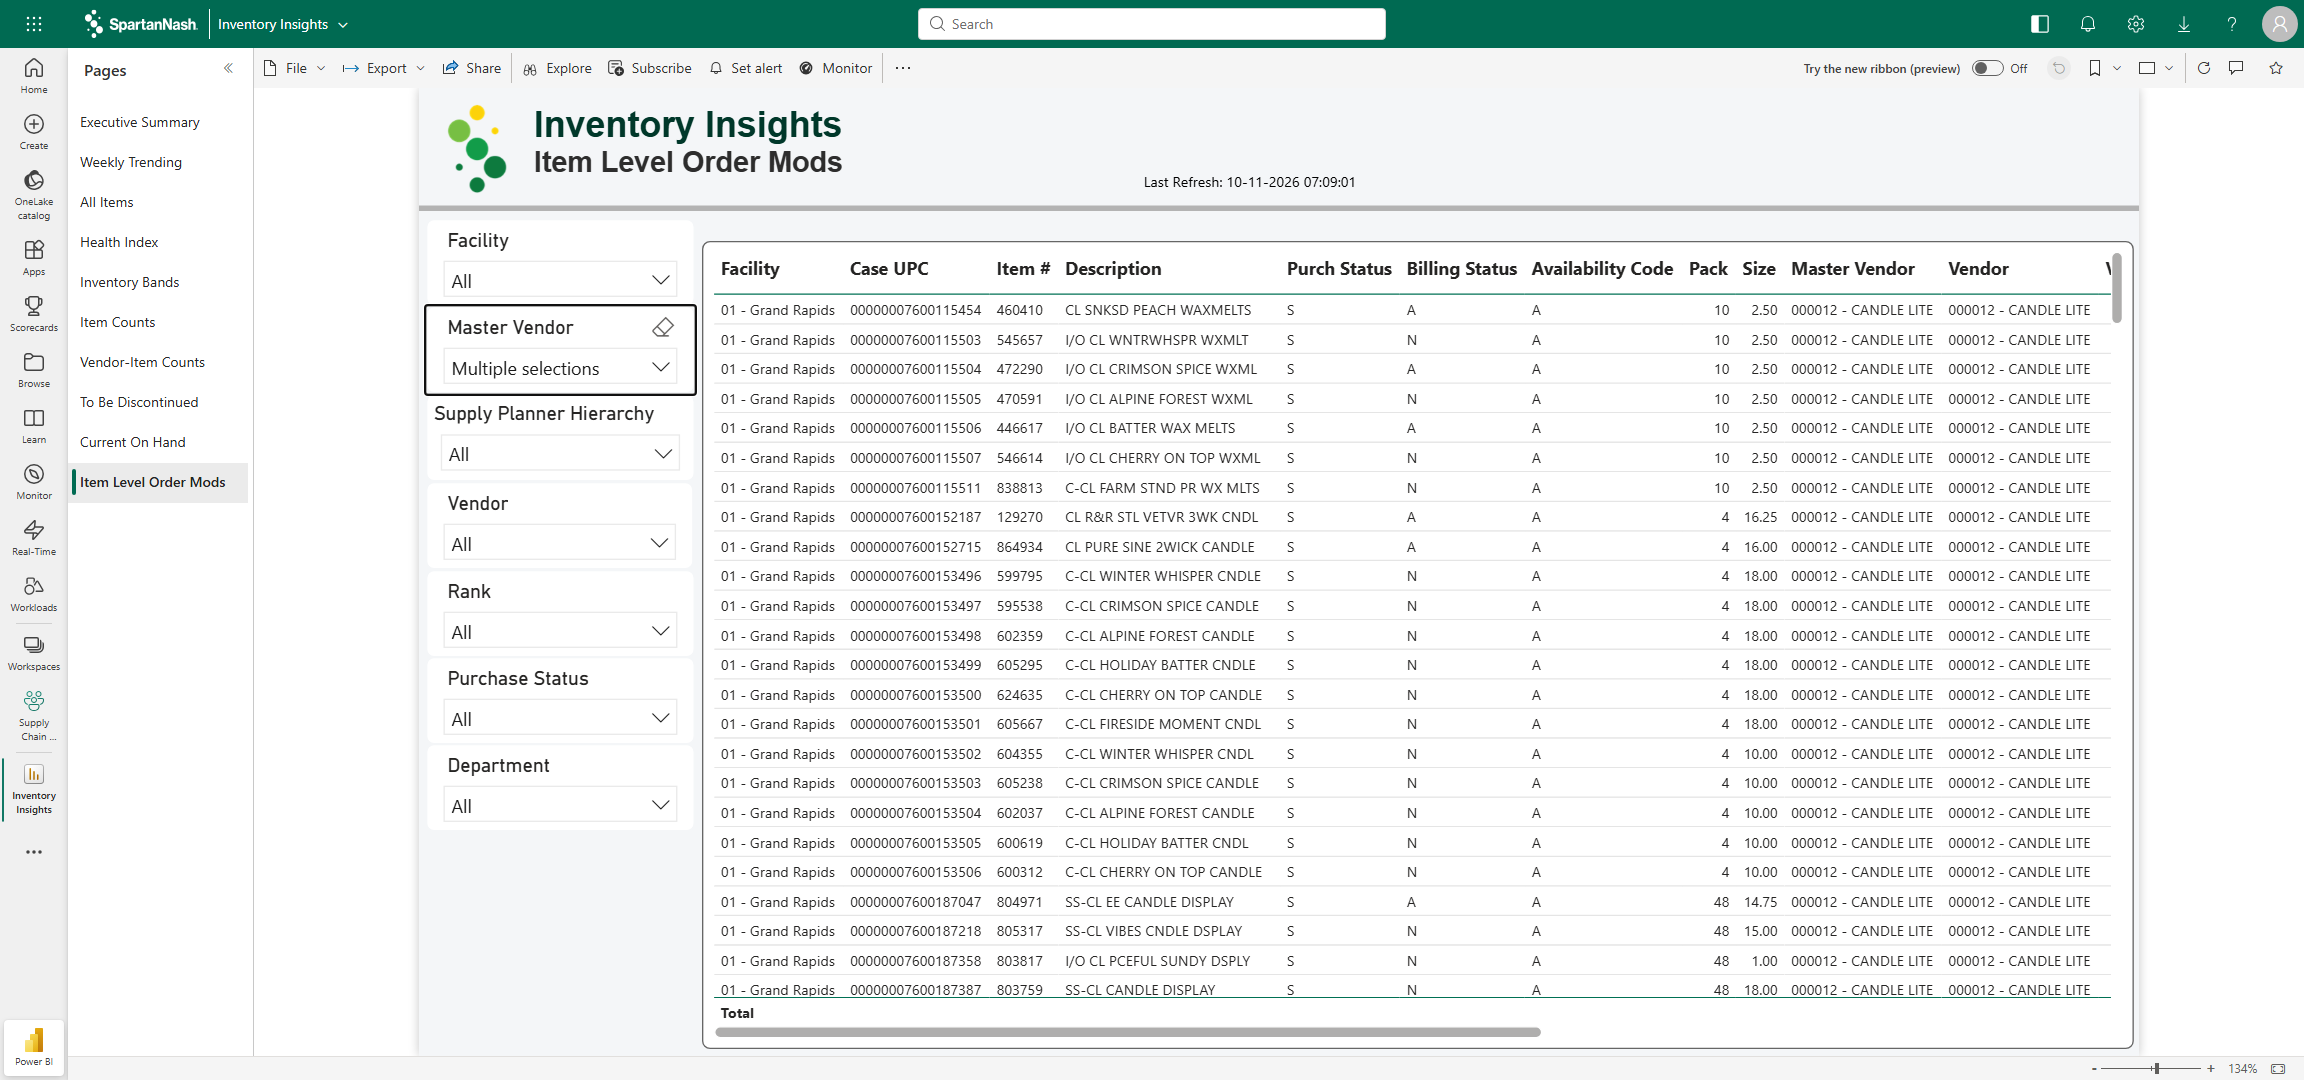 SpartanNash
Inventory Insights
Search
Home
Create
OneLake
catalog
Apps
Scorecards
Browse
Learn
Monitor
Real-Time
Workloads
Workspaces
Supply
Chain ...
Inventory
Insights
Power BI
Pages
Executive Summary
Weekly Trending
All Items
Health Index
Inventory Bands
Item Counts
Vendor-Item Counts
To Be Discontinued
Current On Hand
Item Level Order Mods
File Export Share Explore Subscribe Set alert Monitor
Try the new ribbon (preview) Off
Inventory Insights
Item Level Order Mods
Last Refresh: 10-11-2026 07:09:01
Facility
All
Master Vendor
Multiple selections
Supply Planner Hierarchy
All
Vendor
All
Rank
All
Purchase Status
All
Department
All
Facility Case UPC Item # Description Purch Status Billing Status Availability Code Pack Size Master Vendor Vendor
01 - Grand Rapids 00000007600115454 460410 CL SNKSD PEACH WAXMELTS S A A 10 2.50 000012 - CANDLE LITE 000012 - CANDLE LITE
01 - Grand Rapids 00000007600115503 545657 I/O CL WNTRWHSPR WXMLT S N A 10 2.50 000012 - CANDLE LITE 000012 - CANDLE LITE
01 - Grand Rapids 00000007600115504 472290 I/O CL CRIMSON SPICE WXML S A A 10 2.50 000012 - CANDLE LITE 000012 - CANDLE LITE
01 - Grand Rapids 00000007600115505 470591 I/O CL ALPINE FOREST WXML S N A 10 2.50 000012 - CANDLE LITE 000012 - CANDLE LITE
01 - Grand Rapids 00000007600115506 446617 I/O CL BATTER WAX MELTS S A A 10 2.50 000012 - CANDLE LITE 000012 - CANDLE LITE
01 - Grand Rapids 00000007600115507 546614 I/O CL CHERRY ON TOP WXML S N A 10 2.50 000012 - CANDLE LITE 000012 - CANDLE LITE
01 - Grand Rapids 00000007600115511 838813 C-CL FARM STND PR WX MLTS S N A 10 2.50 000012 - CANDLE LITE 000012 - CANDLE LITE
01 - Grand Rapids 00000007600152187 129270 CL R&R STL VETVR 3WK CNDL S A A 4 16.25 000012 - CANDLE LITE 000012 - CANDLE LITE
01 - Grand Rapids 00000007600152715 864934 CL PURE SINE 2WICK CANDLE S A A 4 16.00 000012 - CANDLE LITE 000012 - CANDLE LITE
01 - Grand Rapids 00000007600153496 599795 C-CL WINTER WHISPER CNDLE S N A 4 18.00 000012 - CANDLE LITE 000012 - CANDLE LITE
01 - Grand Rapids 00000007600153497 595538 C-CL CRIMSON SPICE CANDLE S N A 4 18.00 000012 - CANDLE LITE 000012 - CANDLE LITE
01 - Grand Rapids 00000007600153498 602359 C-CL ALPINE FOREST CANDLE S N A 4 18.00 000012 - CANDLE LITE 000012 - CANDLE LITE
01 - Grand Rapids 00000007600153499 605295 C-CL HOLIDAY BATTER CNDLE S N A 4 18.00 000012 - CANDLE LITE 000012 - CANDLE LITE
01 - Grand Rapids 00000007600153500 624635 C-CL CHERRY ON TOP CANDLE S N A 4 18.00 000012 - CANDLE LITE 000012 - CANDLE LITE
01 - Grand Rapids 00000007600153501 605667 C-CL FIRESIDE MOMENT CNDL S N A 4 18.00 000012 - CANDLE LITE 000012 - CANDLE LITE
01 - Grand Rapids 00000007600153502 604355 C-CL WINTER WHISPER CNDL S N A 4 10.00 000012 - CANDLE LITE 000012 - CANDLE LITE
01 - Grand Rapids 00000007600153503 605238 C-CL CRIMSON SPICE CANDLE S N A 4 10.00 000012 - CANDLE LITE 000012 - CANDLE LITE
01 - Grand Rapids 00000007600153504 602037 C-CL ALPINE FOREST CANDLE S N A 4 10.00 000012 - CANDLE LITE 000012 - CANDLE LITE
01 - Grand Rapids 00000007600153505 600619 C-CL HOLIDAY BATTER CNDL S N A 4 10.00 000012 - CANDLE LITE 000012 - CANDLE LITE
01 - Grand Rapids 00000007600153506 600312 C-CL CHERRY ON TOP CANDLE S N A 4 10.00 000012 - CANDLE LITE 000012 - CANDLE LITE
01 - Grand Rapids 00000007600187047 804971 SS-CL EE CANDLE DISPLAY S A A 48 14.75 000012 - CANDLE LITE 000012 - CANDLE LITE
01 - Grand Rapids 00000007600187218 805317 SS-CL VIBES CNDLE DSPLAY S N A 48 15.00 000012 - CANDLE LITE 000012 - CANDLE LITE
01 - Grand Rapids 00000007600187358 803817 I/O CL PCEFUL SUNDY DSPLY S N A 48 1.00 000012 - CANDLE LITE 000012 - CANDLE LITE
01 - Grand Rapids 00000007600187387 803759 SS-CL CANDLE DISPLAY S N A 48 18.00 000012 - CANDLE LITE 000012 - CANDLE LITE
Total
- + 134%